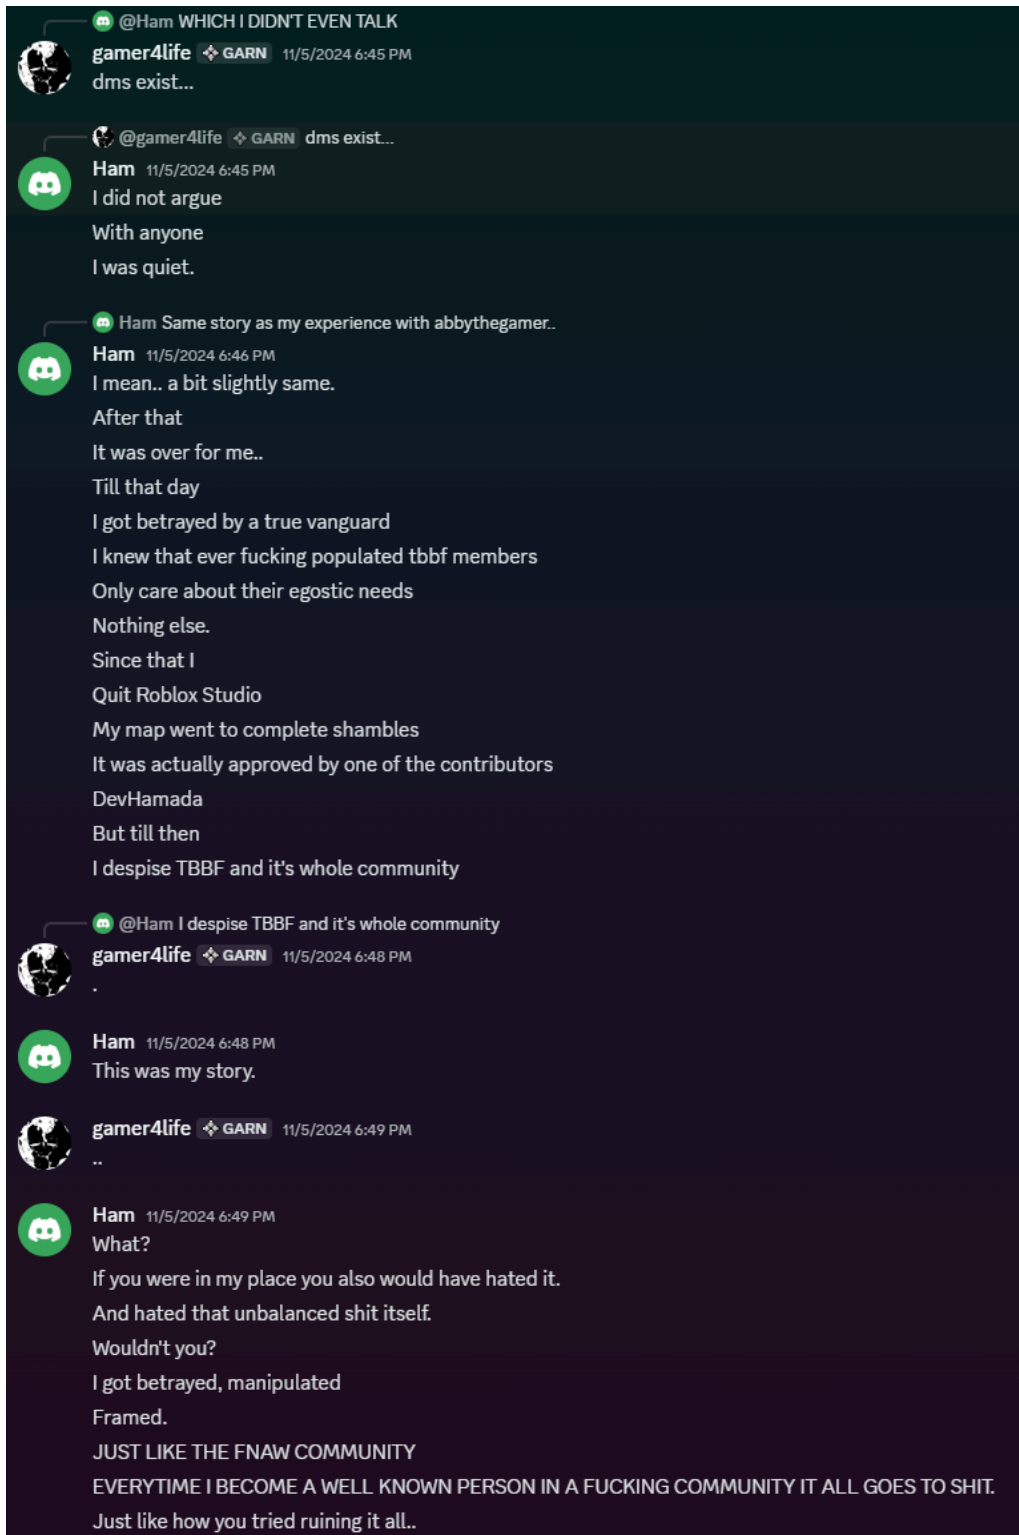 @Ham WHICH I DIDN'T EVEN TALK
gamer4life GARN 11/5/2024 6:45 PM
dms exist...
@gamer4life GARN dms exist...
Ham 11/5/2024 6:45 PM
I did not argue
With anyone
I was quiet.
Ham Same story as my experience with abbythegamer..
Ham 11/5/2024 6:46 PM
I mean.. a bit slightly same.
After that
It was over for me..
Till that day
I got betrayed by a true vanguard
I knew that ever fucking populated tbbf members
Only care about their egostic needs
Nothing else.
Since that I
Quit Roblox Studio
My map went to complete shambles
It was actually approved by one of the contributors
DevHamada
But till then
I despise TBBF and it's whole community
@Ham I despise TBBF and it's whole community
gamer4life GARN 11/5/2024 6:48 PM
.
Ham 11/5/2024 6:48 PM
This was my story.
gamer4life GARN 11/5/2024 6:49 PM
..
Ham 11/5/2024 6:49 PM
What?
If you were in my place you also would have hated it.
And hated that unbalanced shit itself.
Wouldn't you?
I got betrayed, manipulated
Framed.
JUST LIKE THE FNAW COMMUNITY
EVERYTIME I BECOME A WELL KNOWN PERSON IN A FUCKING COMMUNITY IT ALL GOES TO SHIT.
Just like how you tried ruining it all..